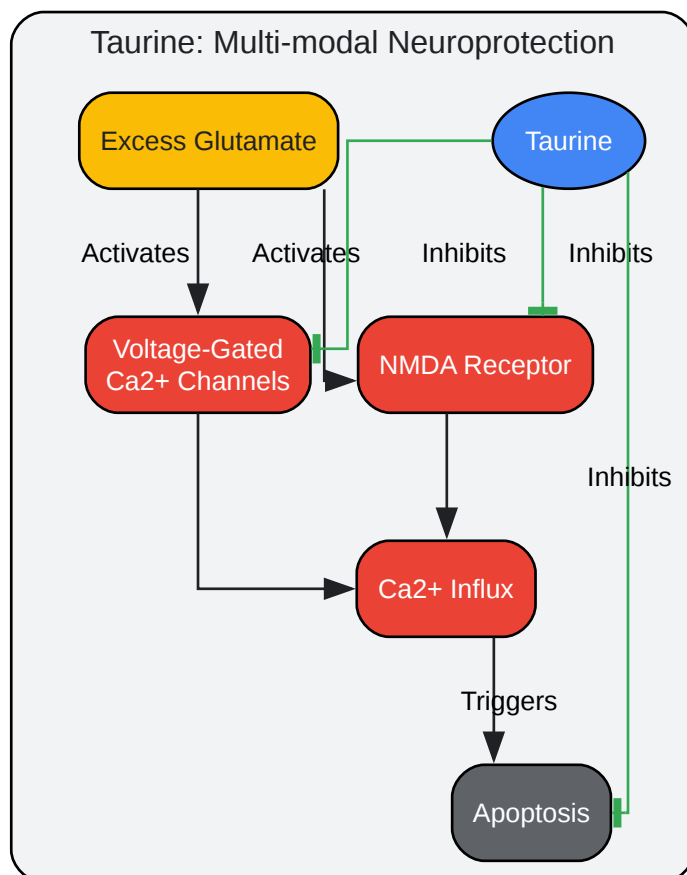 Taurine: Multi-modal Neuroprotection
Excess Glutamate
Taurine
Activates
Activates
Inhibits
Inhibits
Voltage-Gated
Ca2+ Channels
NMDA Receptor
Inhibits
Ca2+ Influx
Triggers
Apoptosis